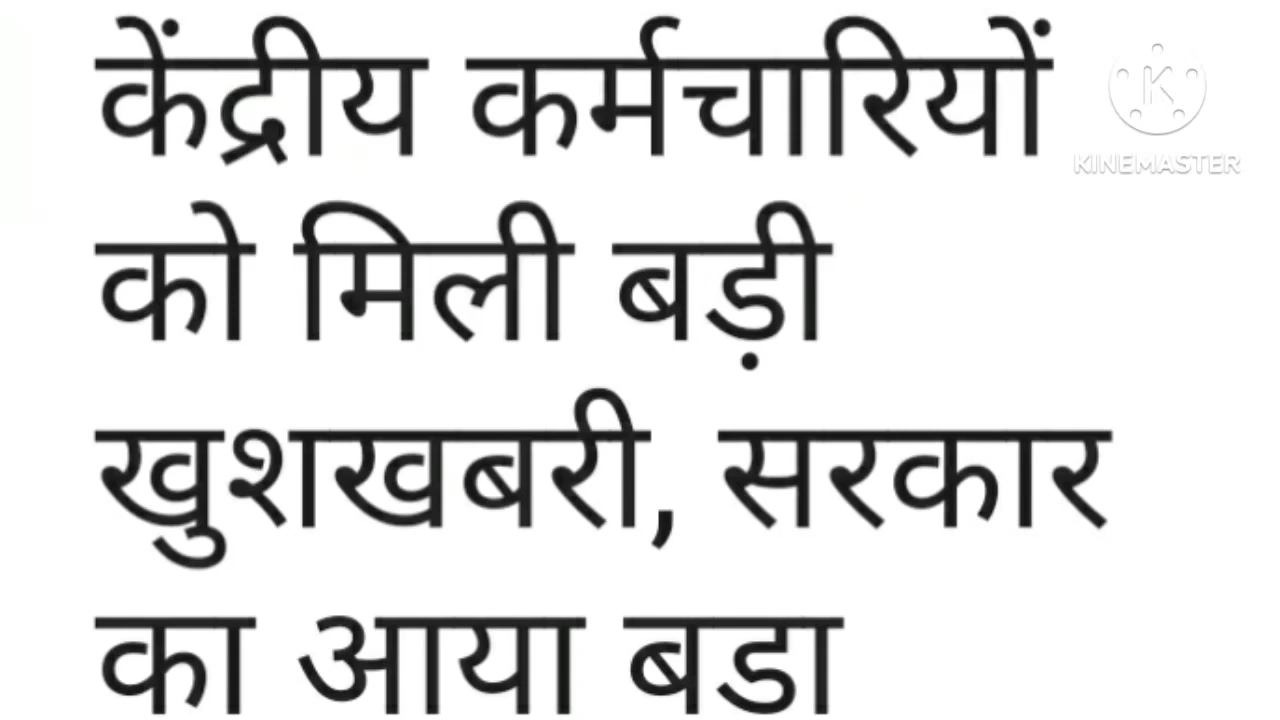 केंद्रीय कर्मचारियों
KINEMASTER
को मिली बड़ी
खुशखबरी, सरकार
का आया बडा